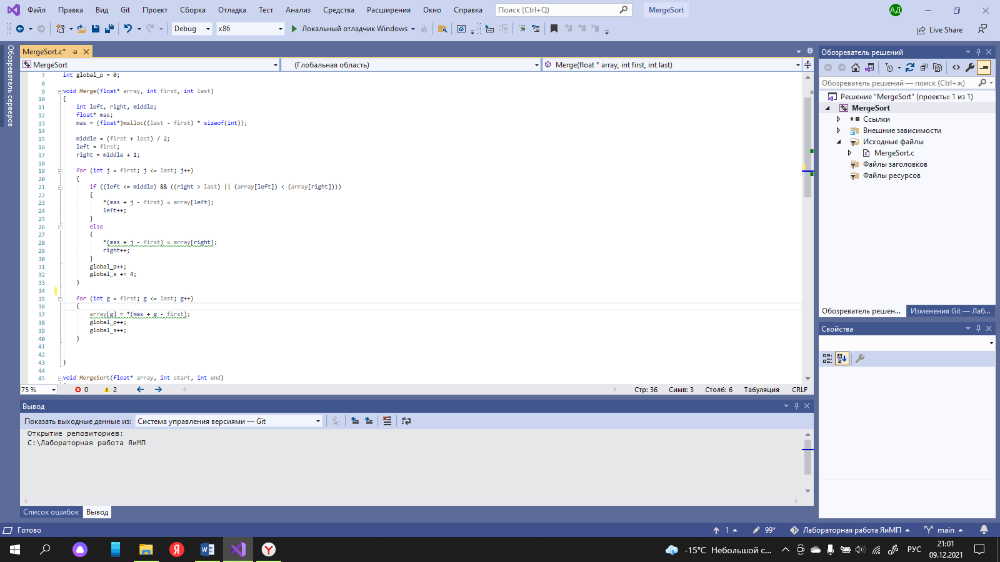 Файл Правка Вид Git Проект Сборка Отладка Тест Анализ Средства Расширения Окно Справка Поиск (Ctrl+Q) MergeSort АД
Debug x86 Локальный отладчик Windows Live Share
Обозреватель серверов
MergeSort.c*
MergeSort (Глобальная область) Merge(float * array, int first, int last)
7 int global_p = 0;
8
9 void Merge(float* array, int first, int last)
10 {
11 int left, right, middle;
12 float* mas;
13 mas = (float*)malloc((last - first) * sizeof(int));
14
15 middle = (first + last) / 2;
16 left = first;
17 right = middle + 1;
18
19 for (int j = first; j <= last; j++)
20 {
21 if ((left <= middle) && ((right > last) || (array[left]) < (array[right])))
22 {
23 *(mas + j - first) = array[left];
24 left++;
25 }
26 else
27 {
28 *(mas + j - first) = array[right];
29 right++;
30 }
31 global_p++;
32 global_s += 4;
33 }
34
35 for (int g = first; g <= last; g++)
36 {
37 array[g] = *(mas + g - first);
38 global_p++;
39 global_s++;
40 }
41
42
43 }
44
45 void MergeSort(float* array, int start, int end)
75 % 0 2 Стр: 36 Симв: 3 Столб: 6 Табуляция CRLF
Вывод
Показать выходные данные из: Система управления версиями — Git
Открытие репозиториев:
C:\Лабораторная работа ЯиМП
Список ошибок Вывод
Обозреватель решений
Обозреватель решений — поиск (Ctrl+ж)
Решение "MergeSort" (проекты: 1 из 1)
MergeSort
Ссылки
Внешние зависимости
Исходные файлы
MergeSort.c
Файлы заголовков
Файлы ресурсов
Обозреватель решен... Изменения Git — Лаб...
Свойства
Готово 1 99* Лабораторная работа ЯиМП main
-15°C Небольшой с... РУС 21:01
09.12.2021